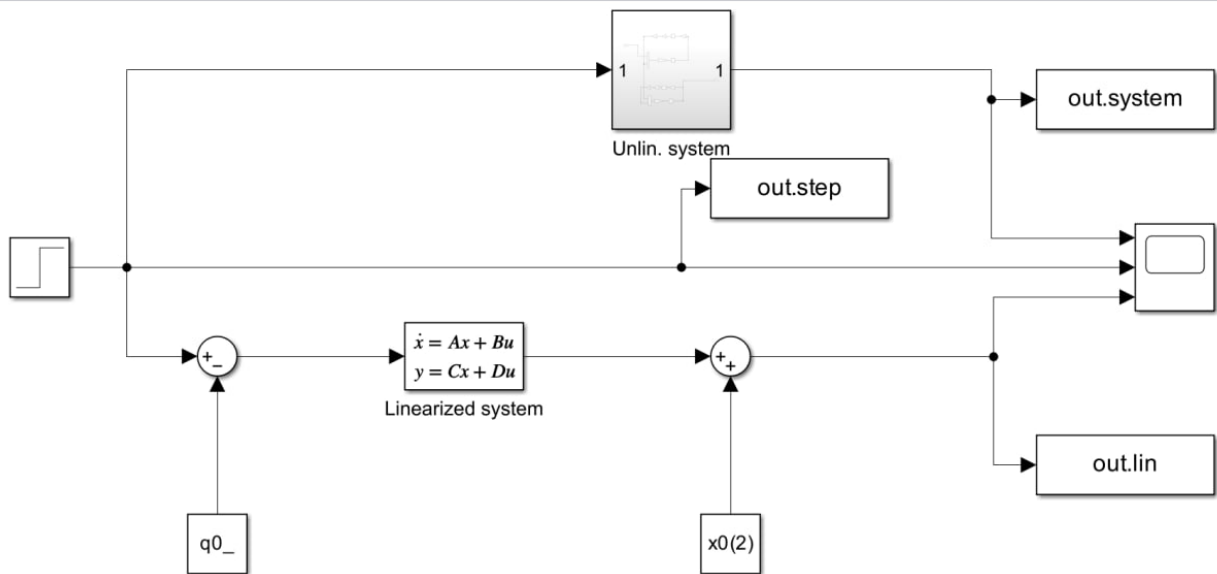 1 1
out.system
Unlin. system
out.step
+
−
ẋ = Ax + Bu
y = Cx + Du
+
+
Linearized system
out.lin
q0_
x0(2)